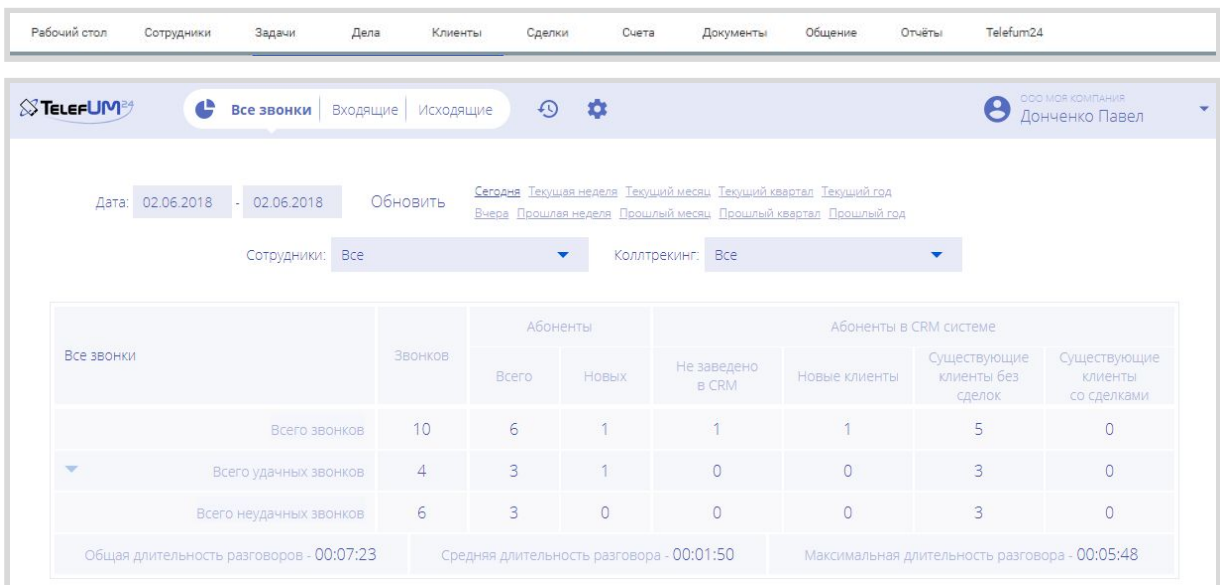 Рабочий стол Сотрудники Задачи Дела Клиенты Сделки Счета Документы Общение Отчёты Telefum24
TELEFUM24 Все звонки Входящие Исходящие ООО МОЯ КОМПАНИЯ
Донченко Павел
Дата: 02.06.2018 - 02.06.2018 Обновить Сегодня Текущая неделя Текущий месяц Текущий квартал Текущий год
Вчера Прошлая неделя Прошлый месяц Прошлый квартал Прошлый год
Сотрудники: Все Коллтрекинг: Все
Абоненты Абоненты в CRM системе
Все звонки Звонков Всего Новых Не заведено Новые клиенты Существующие Существующие
в CRM клиенты без клиенты
сделок со сделками
Всего звонков 10 6 1 1 1 5 0
Всего удачных звонков 4 3 1 0 0 3 0
Всего неудачных звонков 6 3 0 0 0 3 0
Общая длительность разговоров - 00:07:23 Средняя длительность разговора - 00:01:50 Максимальная длительность разговора - 00:05:48